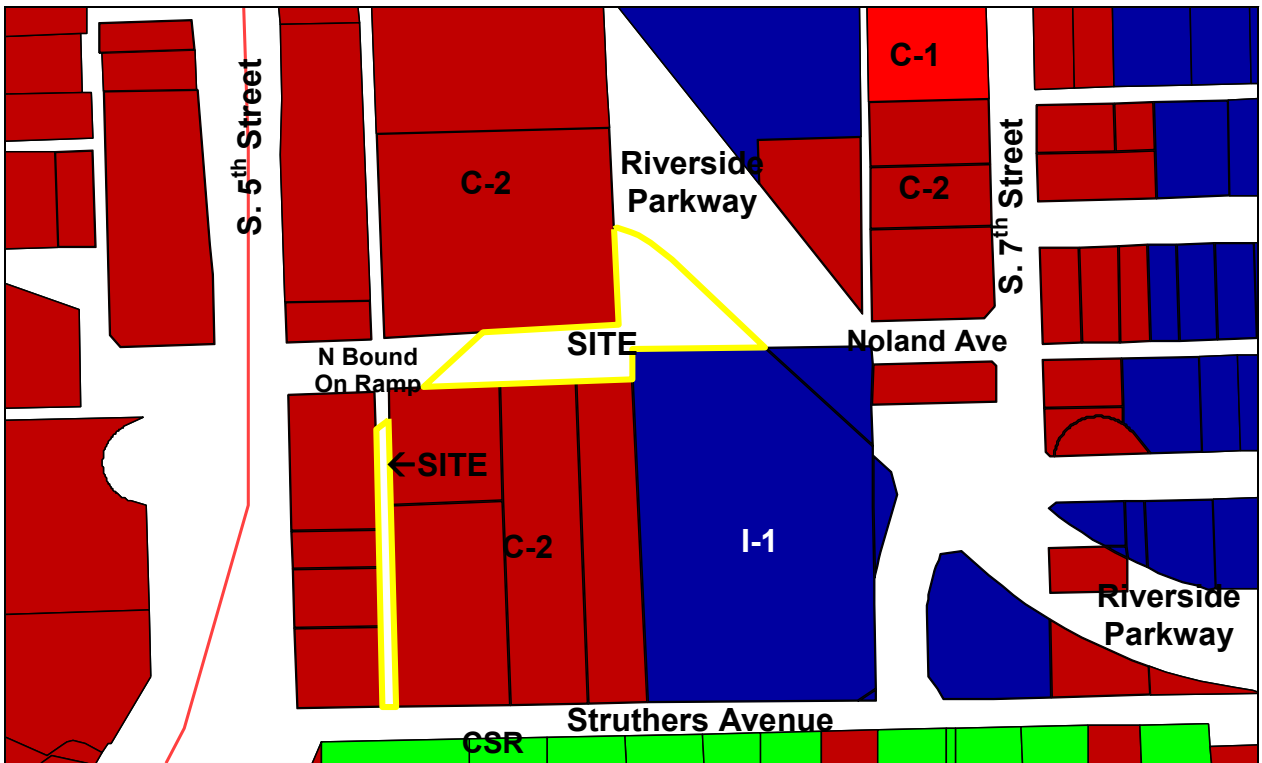 C-1
S. 5th Street
Riverside
Parkway
C-2
C-2
S. 7th Street
SITE
Noland Ave
N Bound
On Ramp
←SITE
C-2
I-1
Riverside
Parkway
Struthers Avenue
CSR